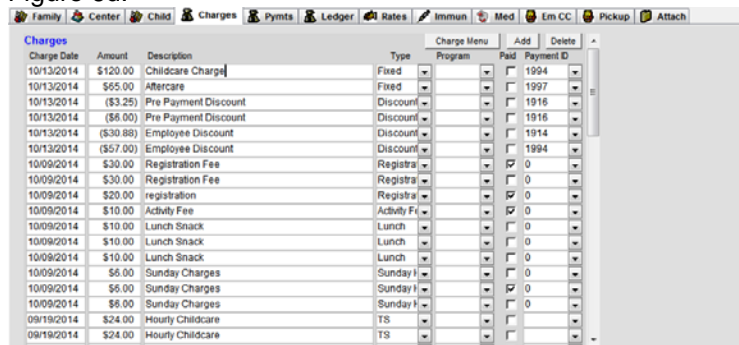 Family Center Child Charges Pymts Ledger Rates Immun Med Em CC Pickup Attach
Charges Charge Menu Add Delete
Charge Date Amount Description Type Program Paid Payment ID
10/13/2014 $120.00 Childcare Charge Fixed 1994
10/13/2014 $65.00 Aftercare Fixed 1997
10/13/2014 ($3.25) Pre Payment Discount Discount 1916
10/13/2014 ($6.00) Pre Payment Discount Discount 1916
10/13/2014 ($30.88) Employee Discount Discount 1914
10/13/2014 ($57.00) Employee Discount Discount 1994
10/09/2014 $30.00 Registration Fee Registra 0
10/09/2014 $30.00 Registration Fee Registra 0
10/09/2014 $20.00 registration Registra 0
10/09/2014 $10.00 Activity Fee Activity F 0
10/09/2014 $10.00 Lunch Snack Lunch 0
10/09/2014 $10.00 Lunch Snack Lunch 0
10/09/2014 $10.00 Lunch Snack Lunch 0
10/09/2014 $6.00 Sunday Charges Sunday 0
10/09/2014 $6.00 Sunday Charges Sunday 0
10/09/2014 $6.00 Sunday Charges Sunday 0
09/19/2014 $24.00 Hourly Childcare TS
09/19/2014 $24.00 Hourly Childcare TS